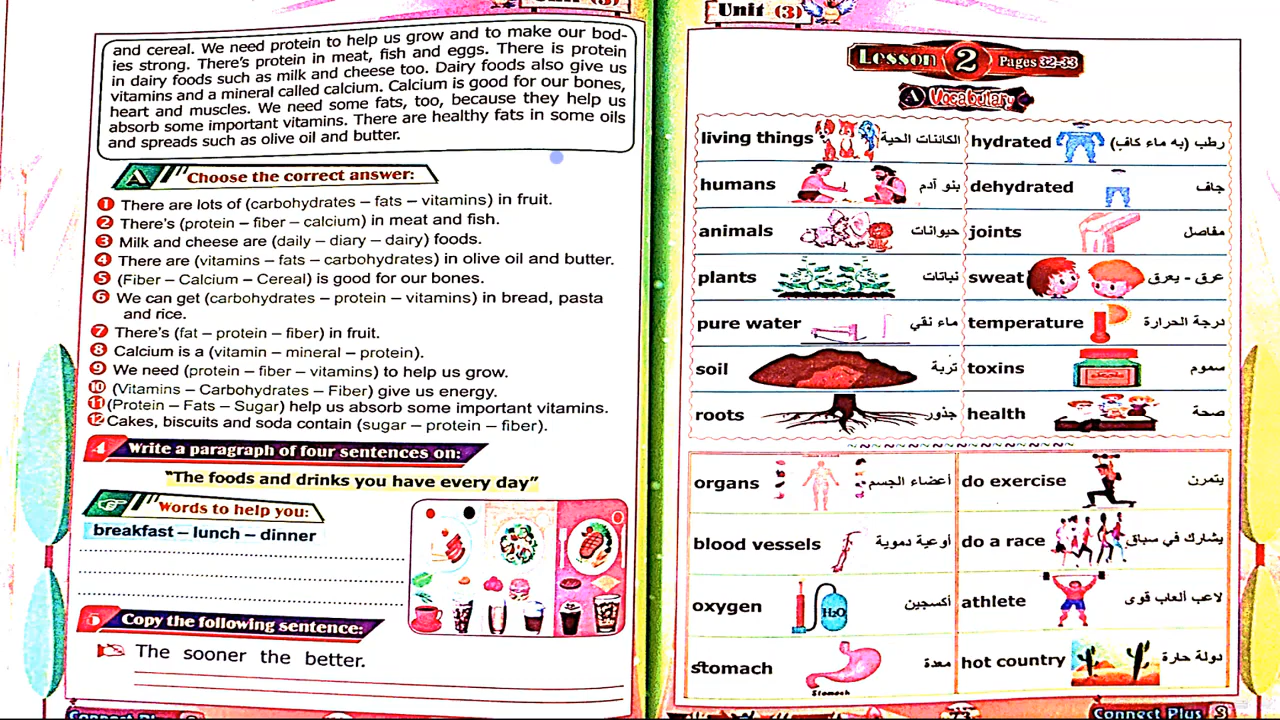 Unit (3)
and cereal. We need protein to help us grow and to make our bod-
ies strong. There's protein in meat, fish and eggs. There is protein
in dairy foods such as milk and cheese too. Dairy foods also give us
vitamins and a mineral called calcium. Calcium is good for our bones,
heart and muscles. We need some fats, too, because they help us
absorb some important vitamins. There are healthy fats in some oils
and spreads such as olive oil and butter.
A Choose the correct answer:
1 There are lots of (carbohydrates – fats – vitamins) in fruit.
2 There's (protein – fiber – calcium) in meat and fish.
3 Milk and cheese are (daily – diary – dairy) foods.
4 There are (vitamins – fats – carbohydrates) in olive oil and butter.
5 (Fiber – Calcium – Cereal) is good for our bones.
6 We can get (carbohydrates – protein – vitamins) in bread, pasta
and rice.
7 There's (fat – protein – fiber) in fruit.
8 Calcium is a (vitamin – mineral – protein).
9 We need (protein – fiber – vitamins) to help us grow.
10 (Vitamins – Carbohydrates – Fiber) give us energy.
11 (Protein – Fats – Sugar) help us absorb some important vitamins.
12 Cakes, biscuits and soda contain (sugar – protein – fiber).
4 Write a paragraph of four sentences on:
"The foods and drinks you have every day"
Words to help you:
breakfast – lunch – dinner
5 Copy the following sentence:
The sooner the better.
Connect Plus
Unit (3)
Lesson 2 Pages 32-33
A Vocabulary
living things الكائنات الحية hydrated رطب (به ماء كاف)
humans بنو آدم dehydrated جاف
animals حيوانات joints مفاصل
plants نباتات sweat عرق - يعرق
pure water ماء نقي temperature درجة الحرارة
soil تربة toxins سموم
roots جذور health صحة
organs أعضاء الجسم do exercise يتمرن
blood vessels أوعية دموية do a race يشارك في سباق
oxygen H2O أكسجين athlete لاعب ألعاب قوى
stomach Stomach معدة hot country دولة حارة
73 Connect Plus 3